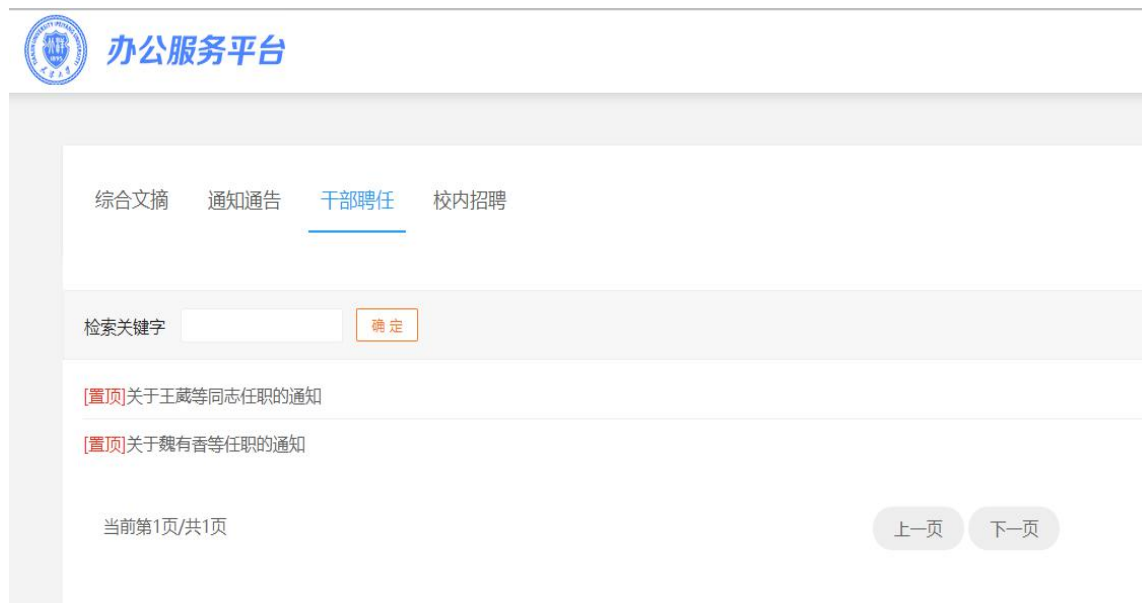 办公服务平台
综合文摘 通知通告 干部聘任 校内招聘
检索关键字 确定
[置顶]关于王葳等同志任职的通知
[置顶]关于魏有香等任职的通知
当前第1页/共1页 上一页 下一页